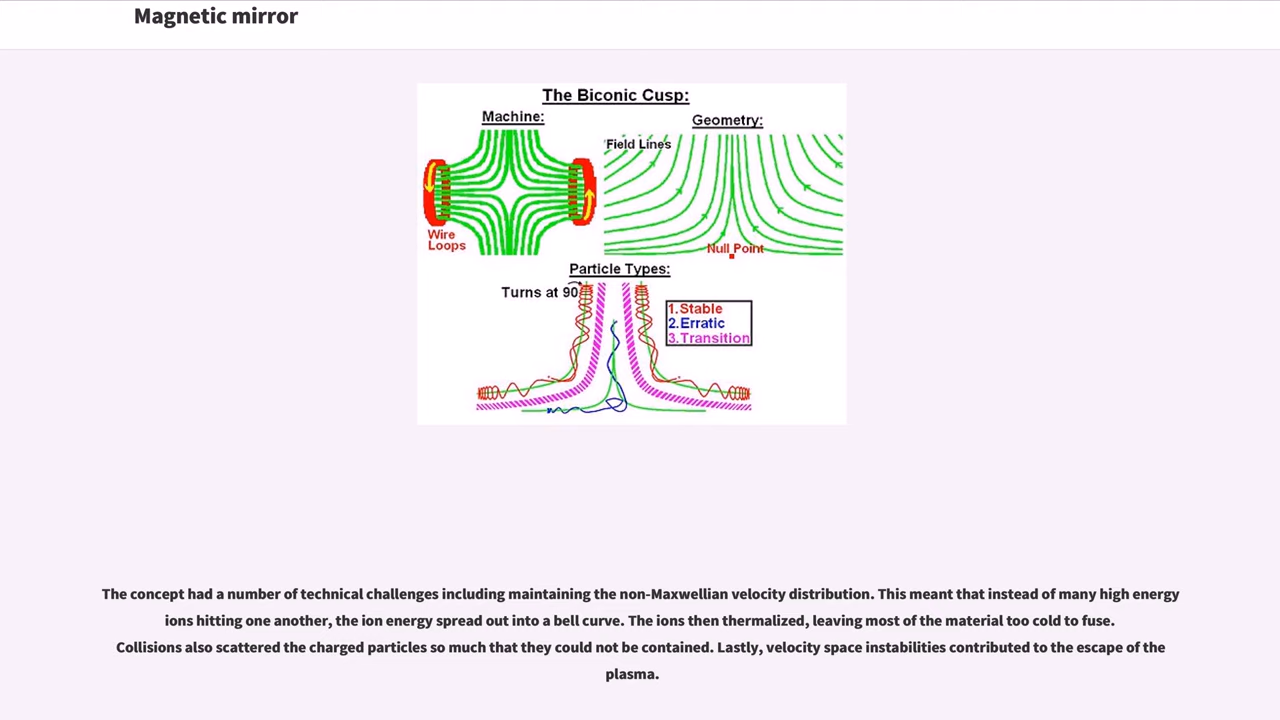 Magnetic mirror
The Biconic Cusp:
Machine:
Geometry:
Field Lines
Wire
Loops
Null Point
Particle Types:
Turns at 90
1.Stable
2.Erratic
3.Transition
The concept had a number of technical challenges including maintaining the non-Maxwellian velocity distribution. This meant that instead of many high energy
ions hitting one another, the ion energy spread out into a bell curve. The ions then thermalized, leaving most of the material too cold to fuse.
Collisions also scattered the charged particles so much that they could not be contained. Lastly, velocity space instabilities contributed to the escape of the
plasma.